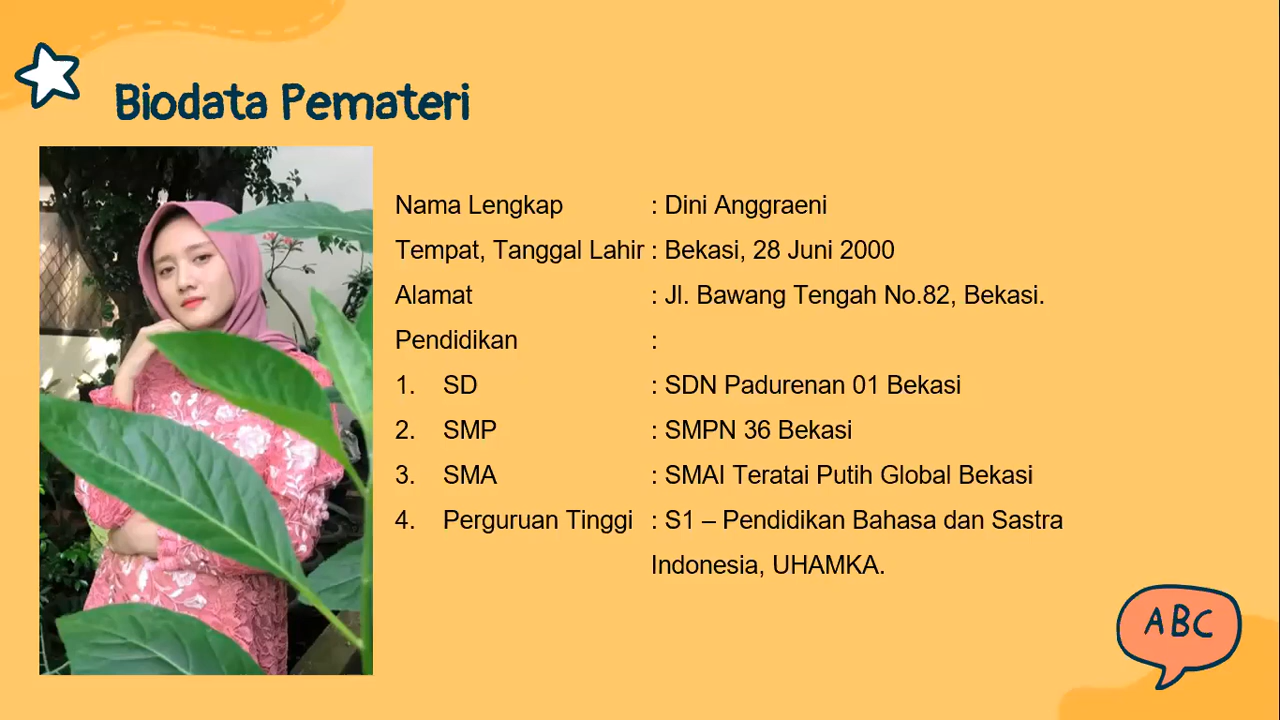 Biodata Pemateri
Nama Lengkap : Dini Anggraeni
Tempat, Tanggal Lahir : Bekasi, 28 Juni 2000
Alamat : Jl. Bawang Tengah No.82, Bekasi.
Pendidikan :
1. SD : SDN Padurenan 01 Bekasi
2. SMP : SMPN 36 Bekasi
3. SMA : SMAI Teratai Putih Global Bekasi
4. Perguruan Tinggi : S1 – Pendidikan Bahasa dan Sastra
Indonesia, UHAMKA.
ABC